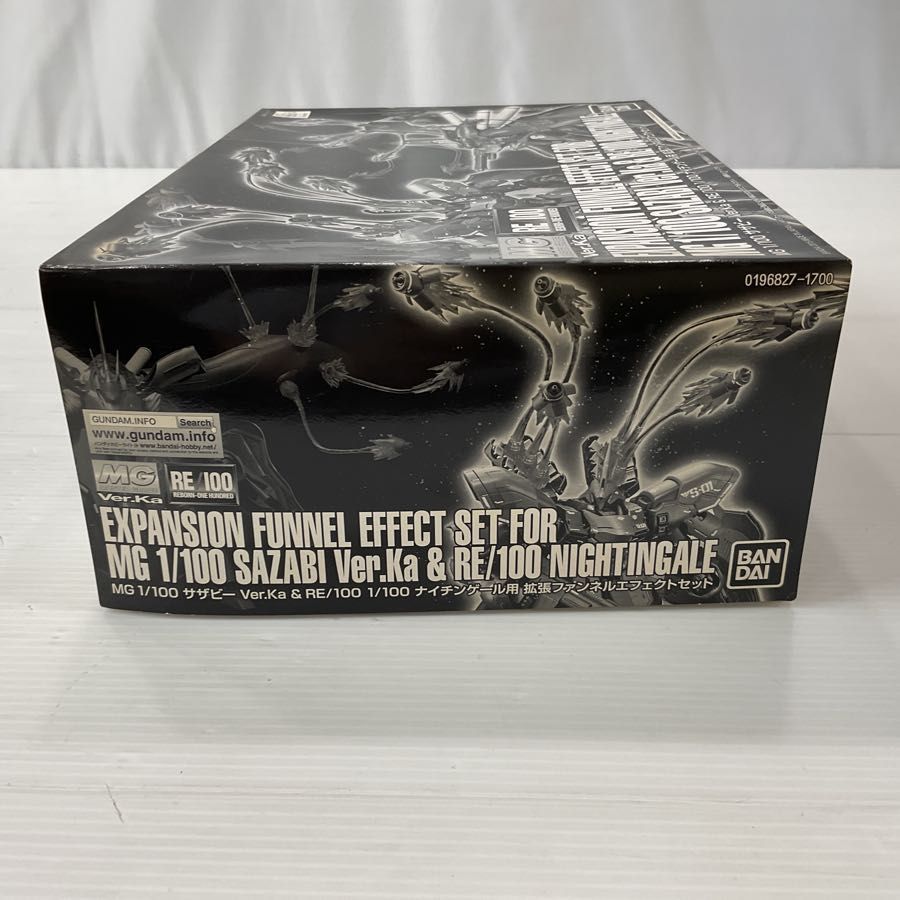 0196827-1700
GUNDAM.INFO Search
www.gundam.info
MG
Ver.Ka
RE/100
REBORN-ONE HUNDRED
S-01
EXPANSION FUNNEL EFFECT SET FOR
MG 1/100 SAZABI Ver.Ka & RE/100 NIGHTINGALE
MG 1/100 サザビー Ver.Ka & RE/100 1/100 ナイチンゲール用 拡張ファンネルエフェクトセット
BAN
DAI